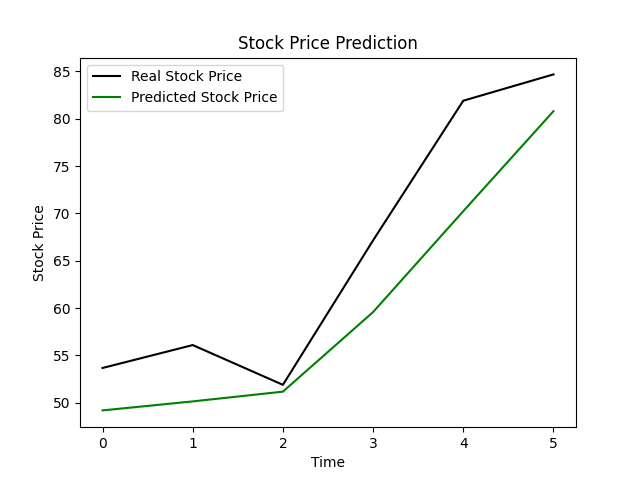 Stock Price Prediction
Real Stock Price
Predicted Stock Price
85
80
75
70
65
60
55
50
Stock Price
0 1 2 3 4 5
Time